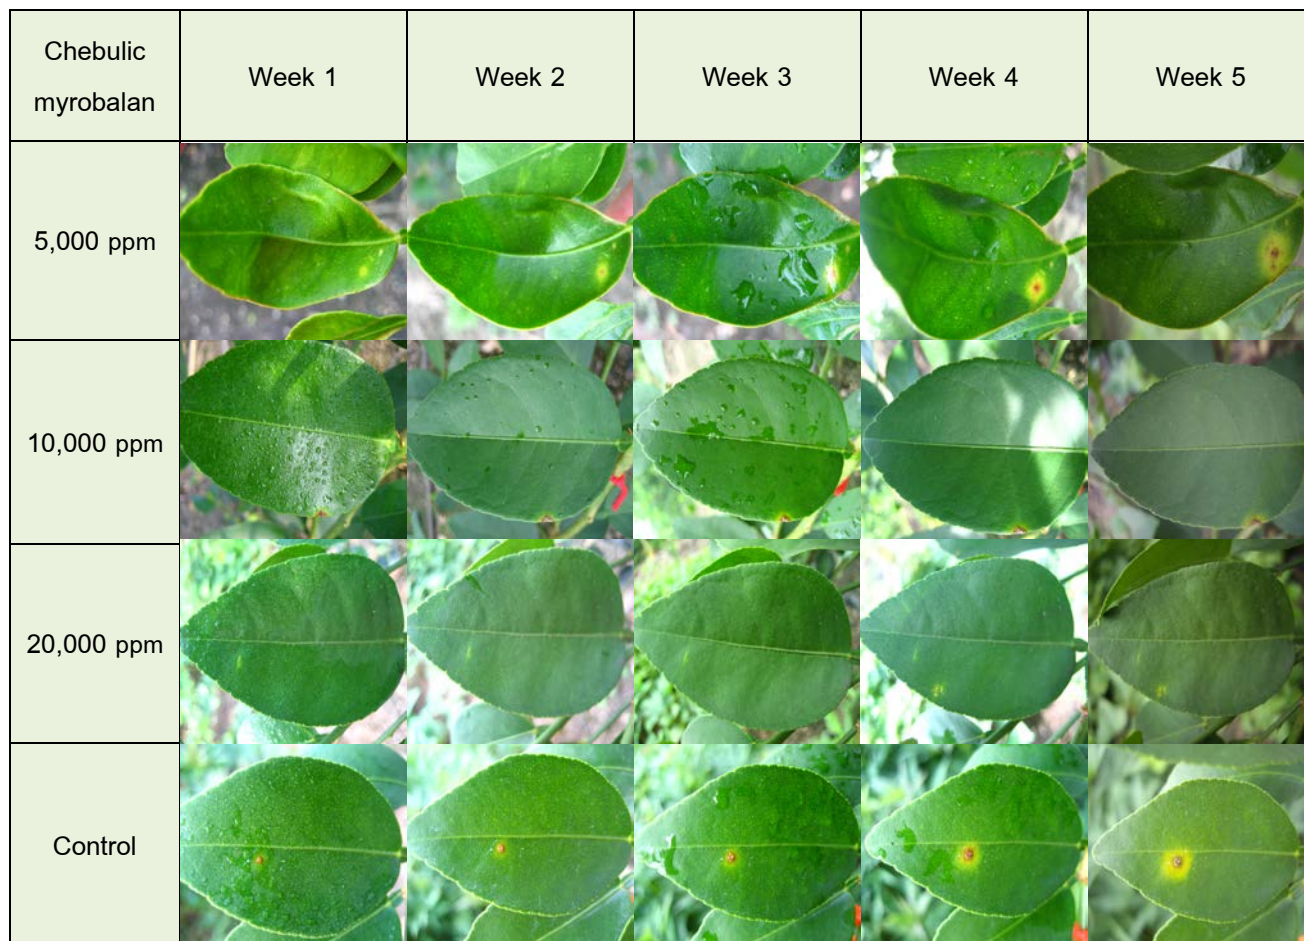 Chebulic
myrobalan
Week 1
Week 2
Week 3
Week 4
Week 5
5,000 ppm
10,000 ppm
20,000 ppm
Control